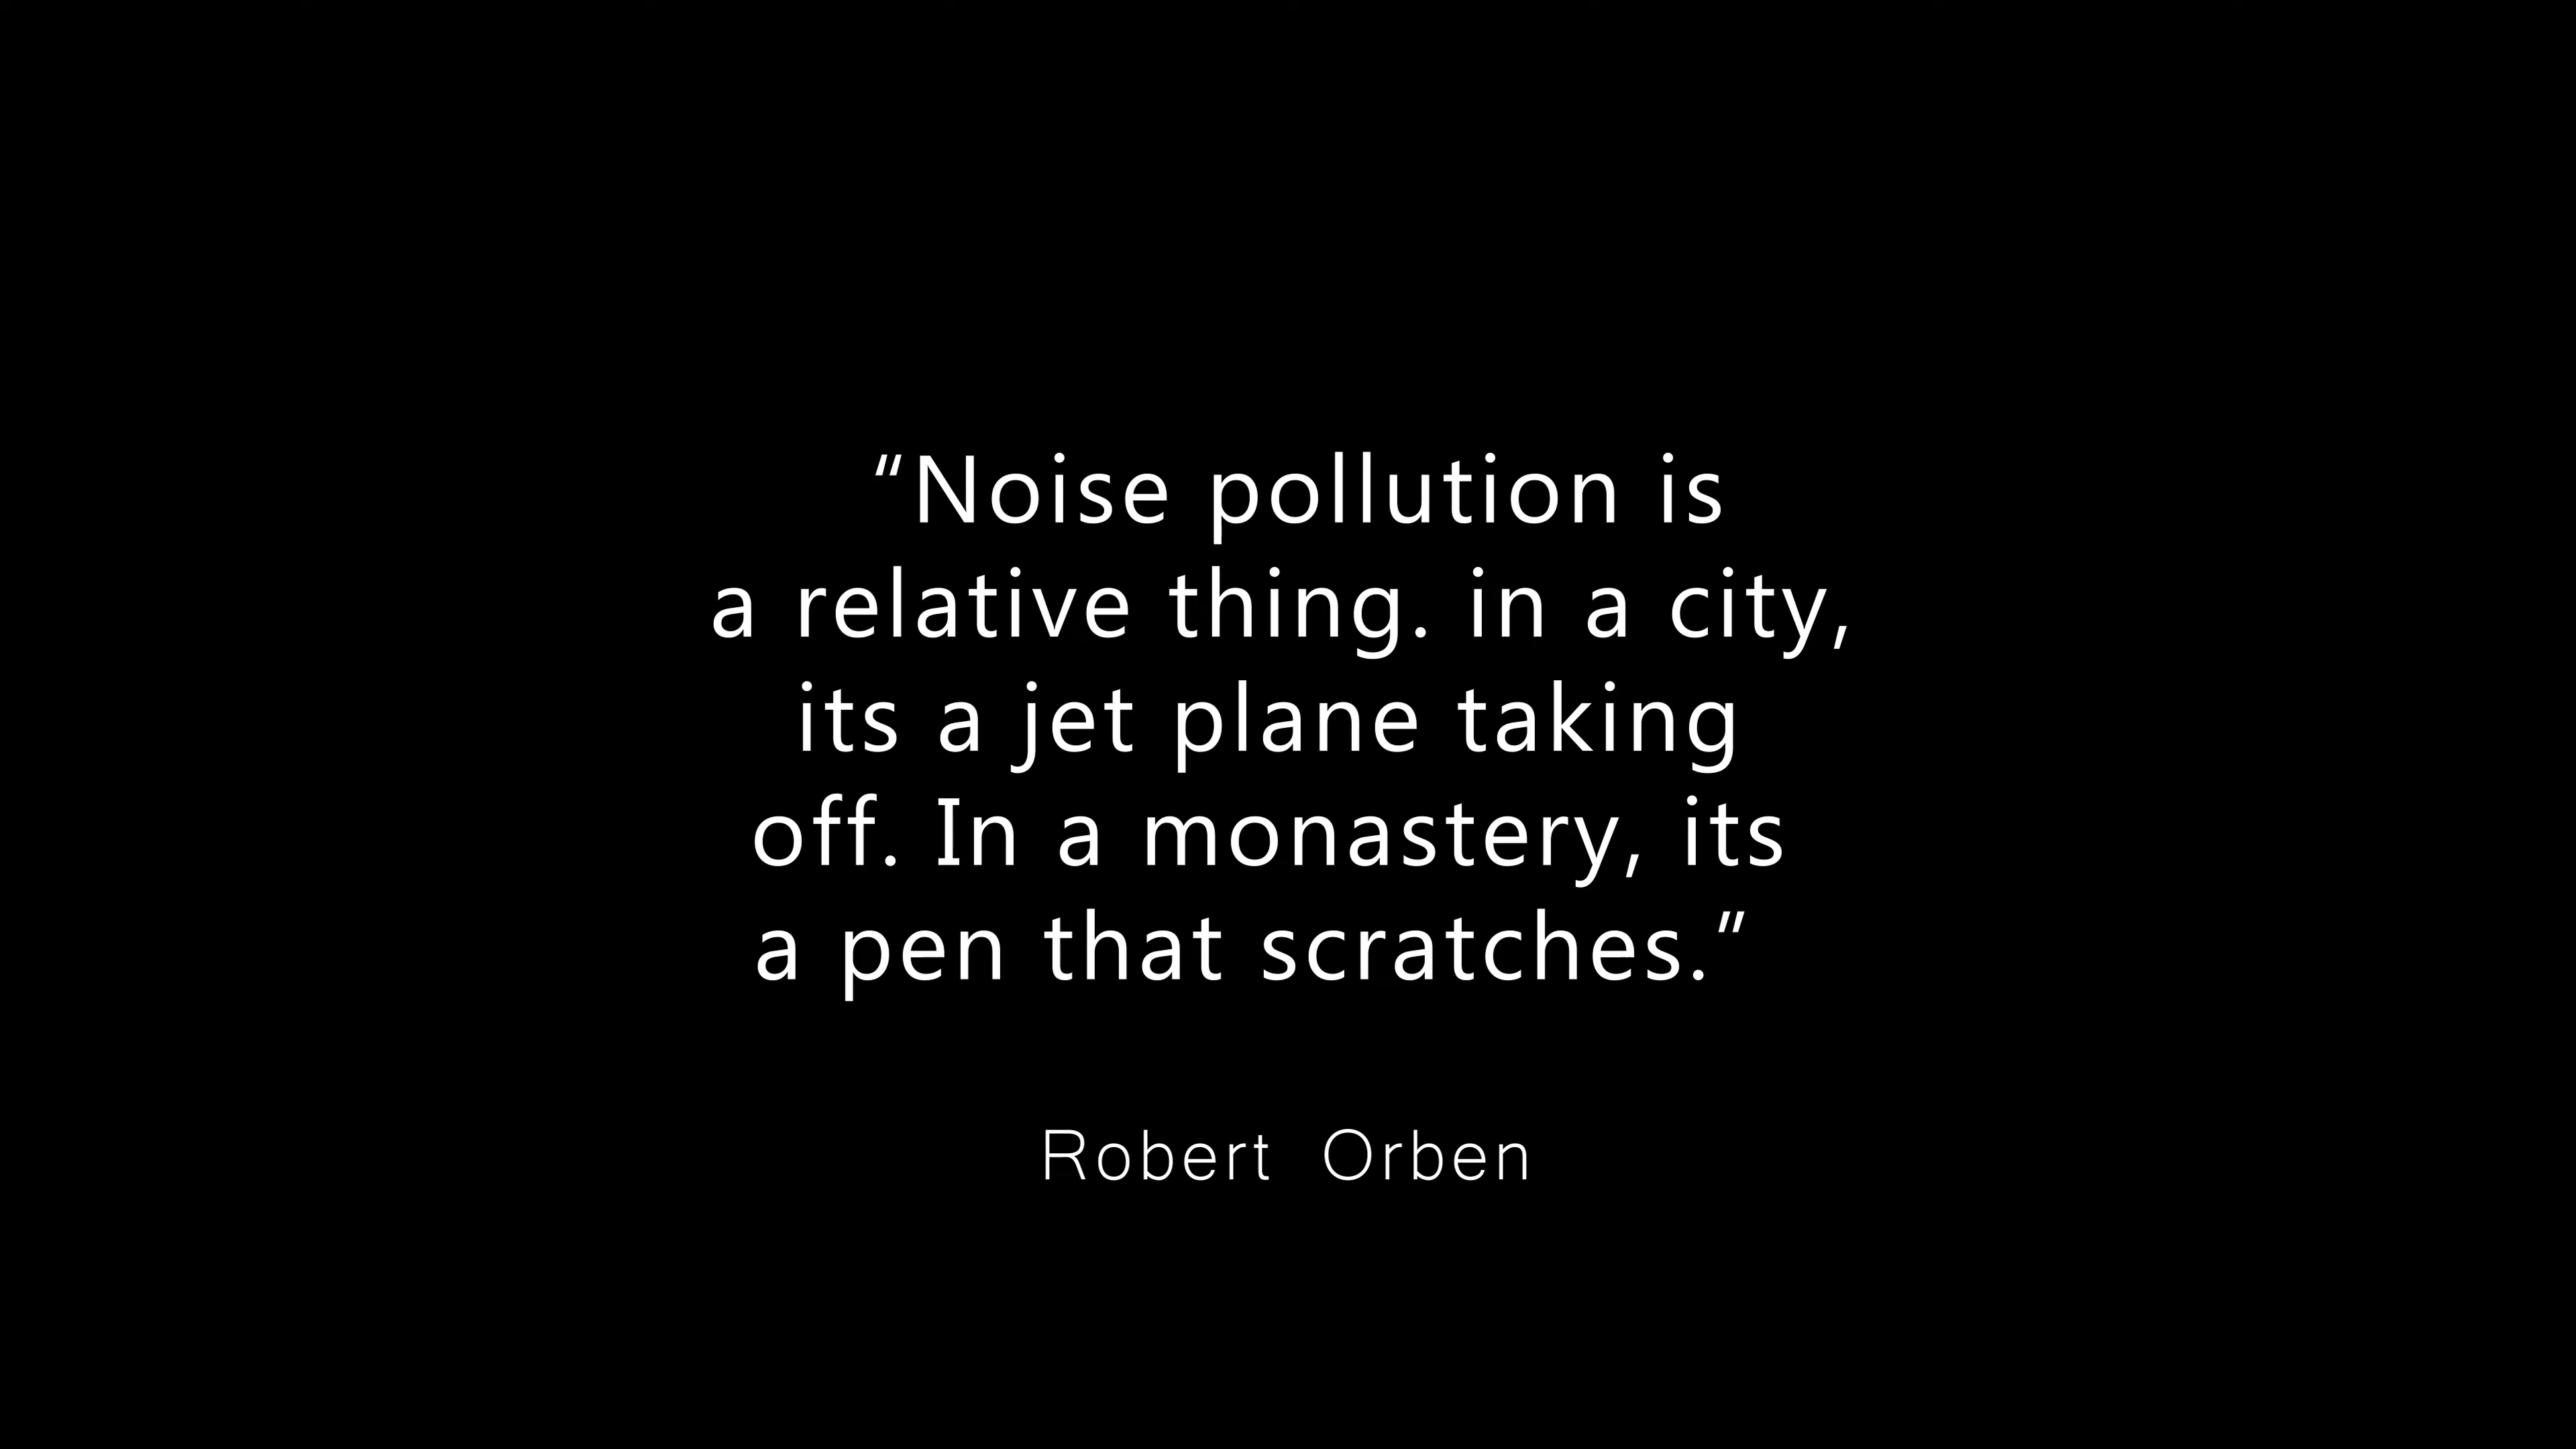 “Noise pollution is
a relative thing. in a city,
its a jet plane taking
off. In a monastery, its
a pen that scratches.”
Robert Orben